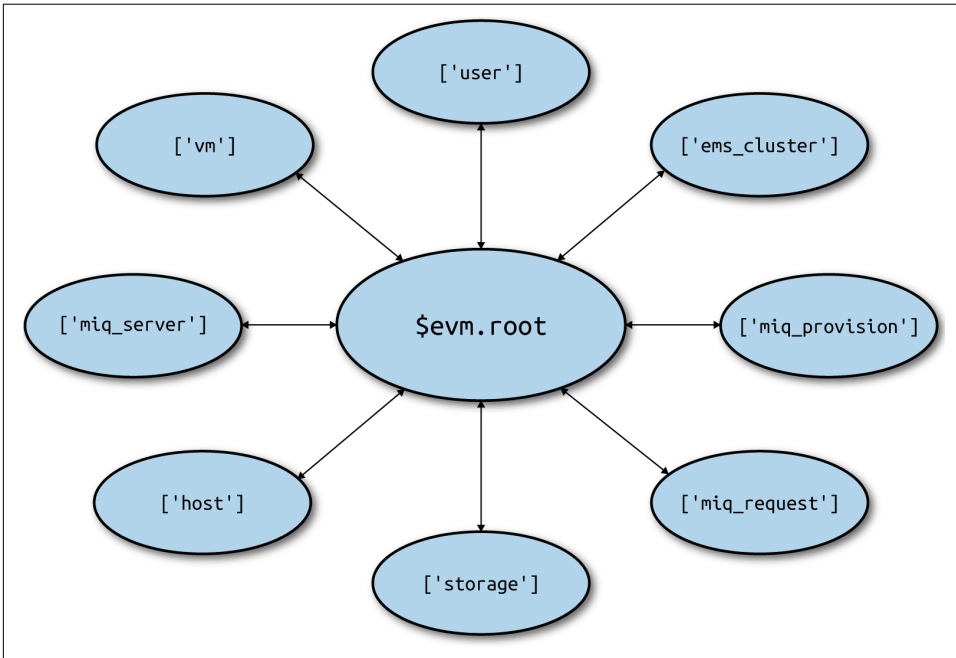 ['user']
['vm']
['ems_cluster']
['miq_server']
$evm.root
['miq_provision']
['host']
['miq_request']
['storage']